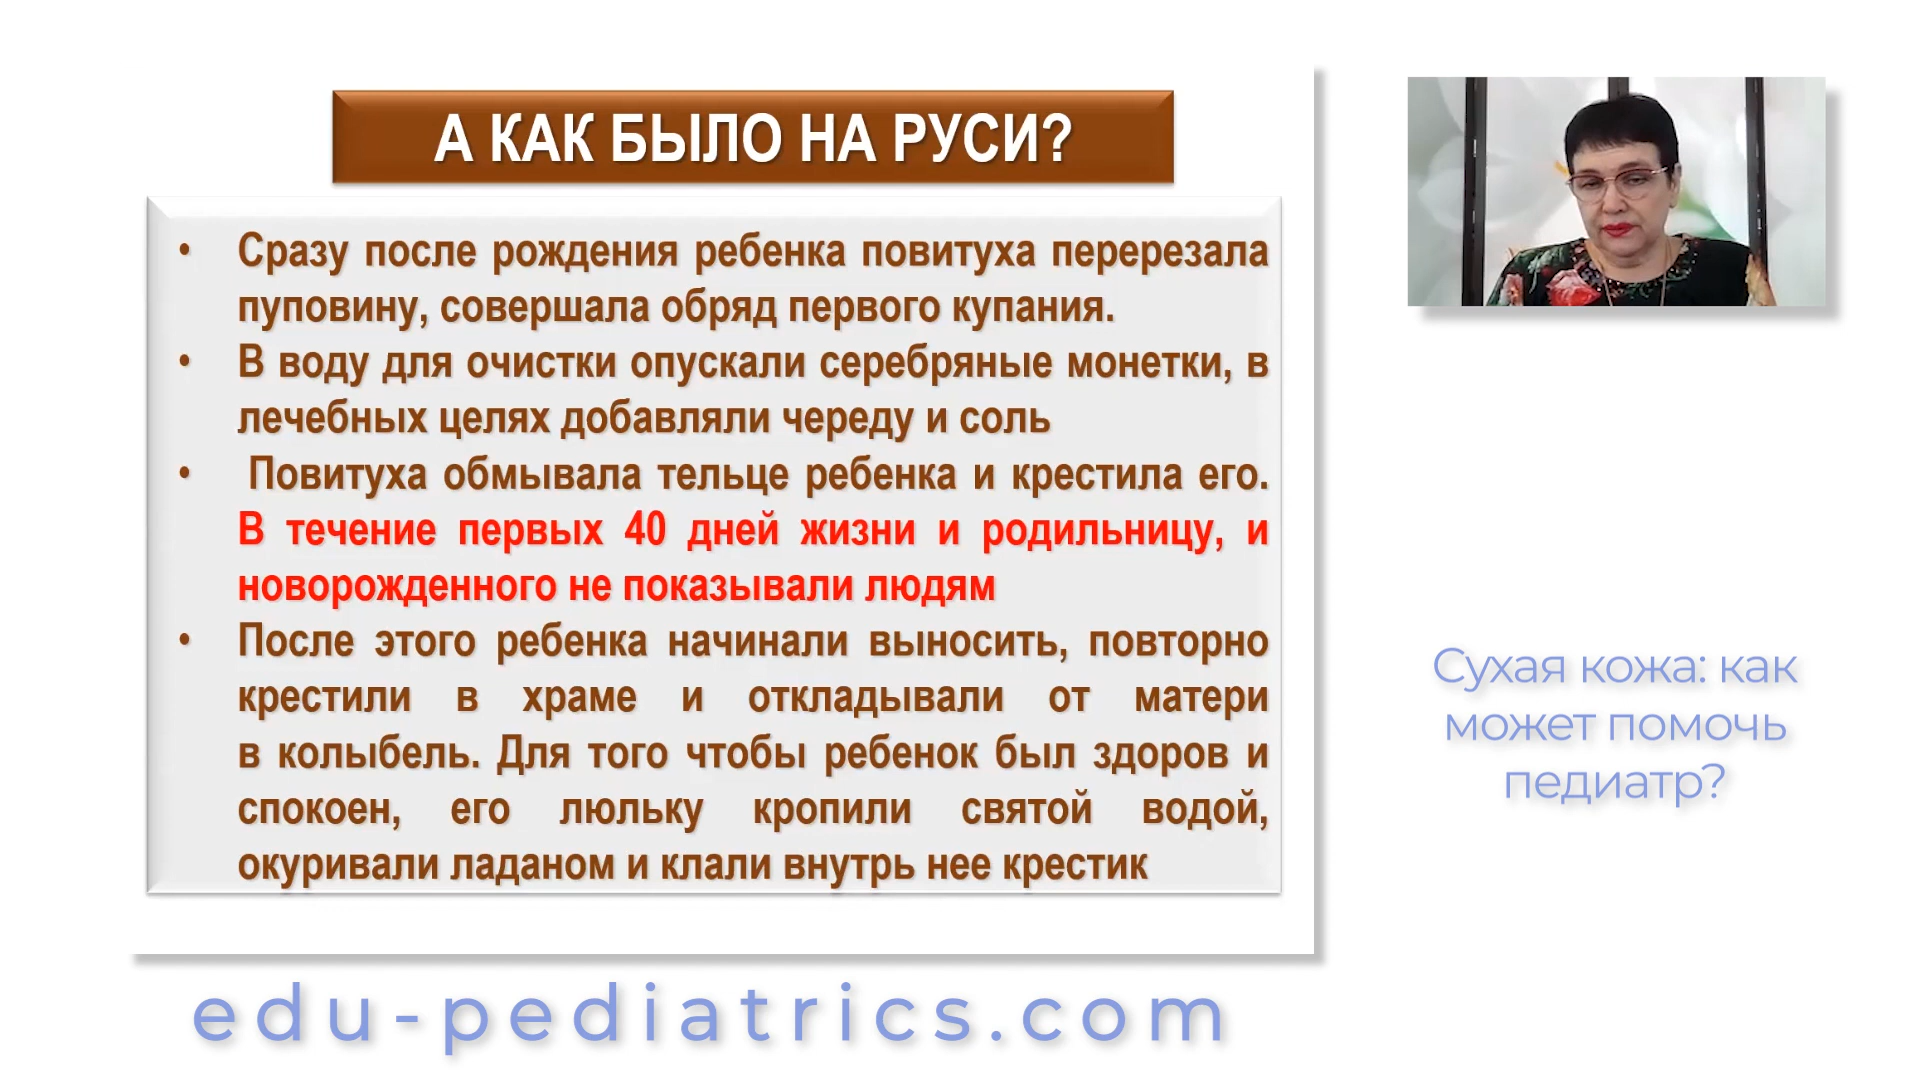 А КАК БЫЛО НА РУСИ?
• Сразу после рождения ребенка повитуха перерезала
пуповину, совершала обряд первого купания.
• В воду для очистки опускали серебряные монетки, в
лечебных целях добавляли череду и соль
• Повитуха обмывала тельце ребенка и крестила его.
В течение первых 40 дней жизни и родильницу, и
новорожденного не показывали людям
• После этого ребенка начинали выносить, повторно
крестили в храме и откладывали от матери
в колыбель. Для того чтобы ребенок был здоров и
спокоен, его люльку кропили святой водой,
окуривали ладаном и клали внутрь нее крестик
Сухая кожа: как
может помочь
педиатр?
edu-pediatrics.com